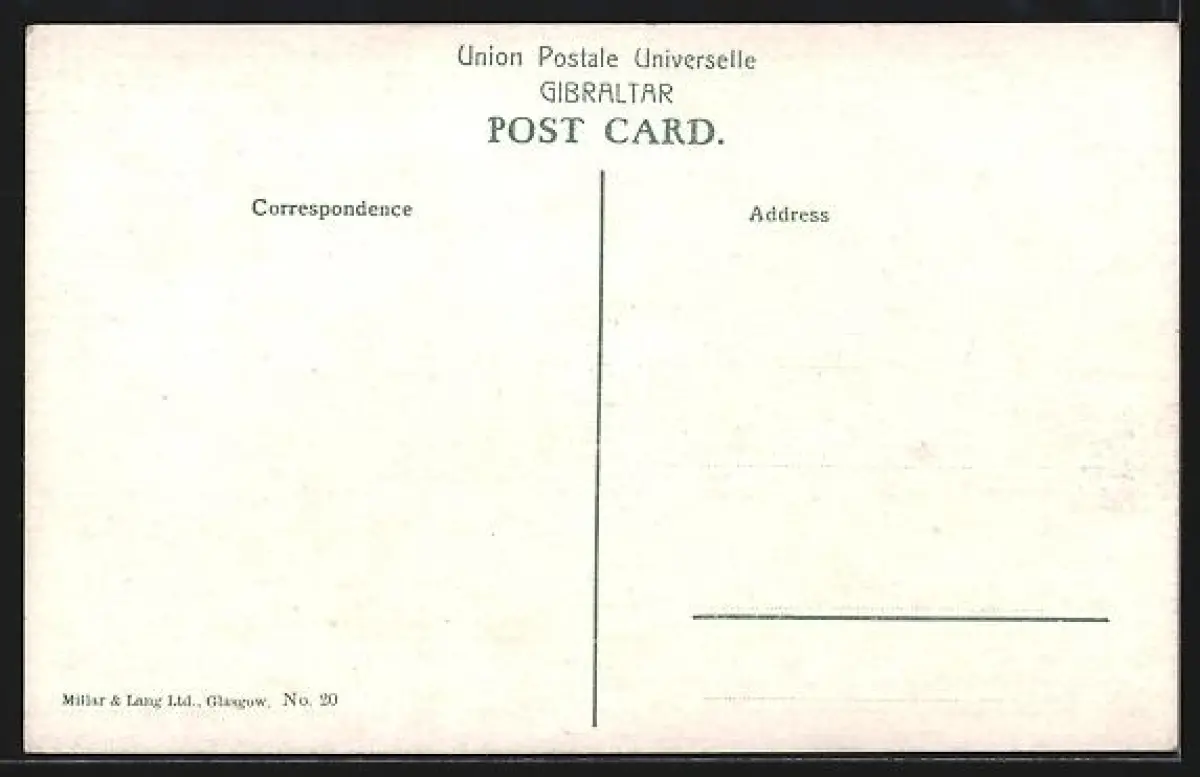 Union Postale Universelle
GIBRALTAR
POST CARD.
Correspondence
Address
Millar & Lang Ltd., Glasgow, No. 20